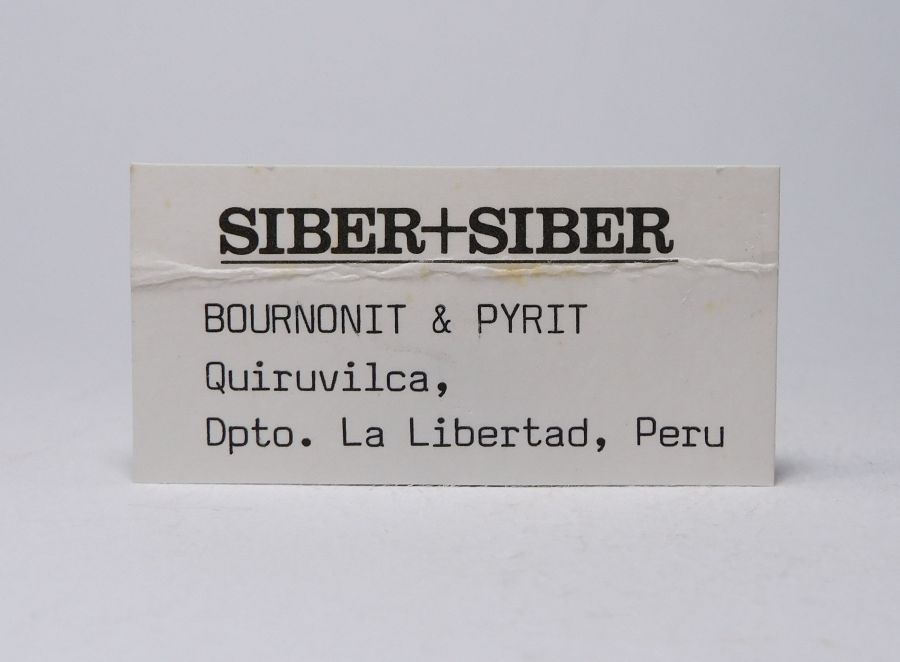 SIBER+SIBER
BOURNONIT & PYRIT
Quiruvilca,
Dpto. La Libertad, Peru